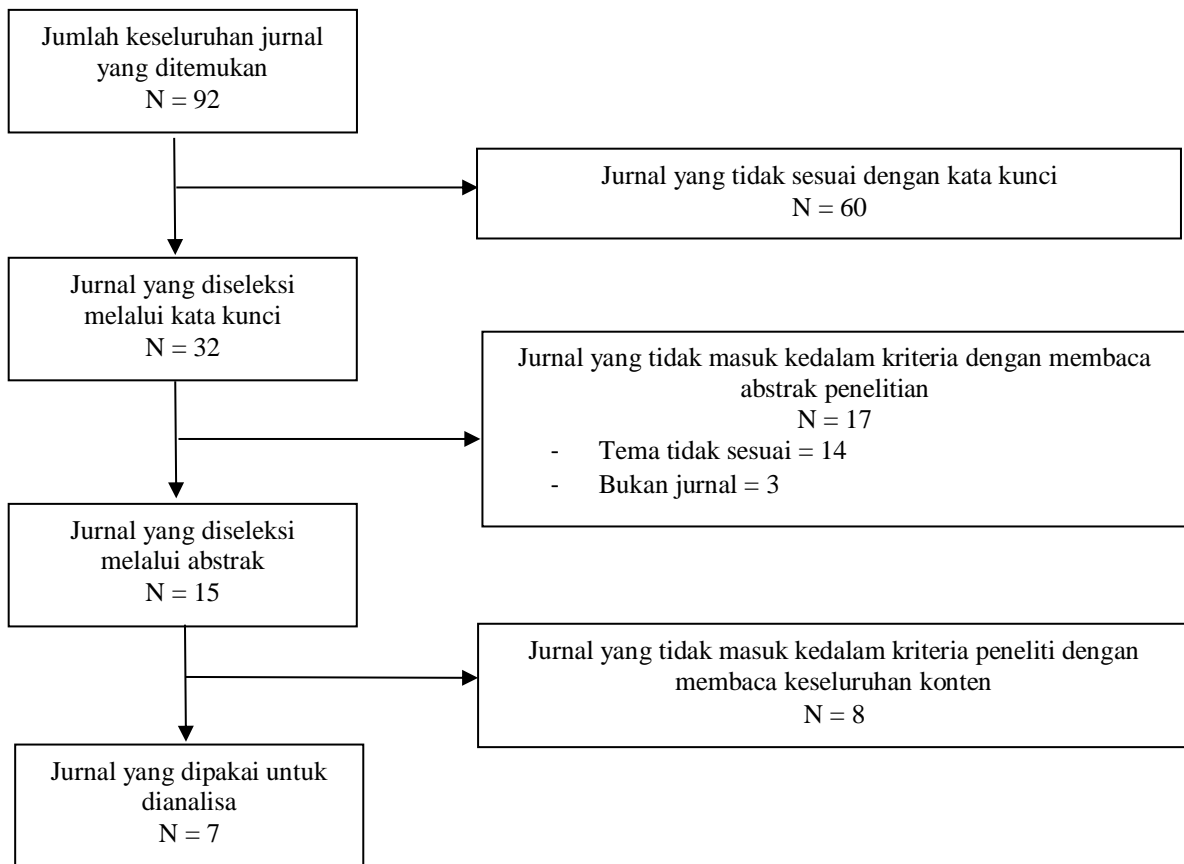 Jumlah keseluruhan jurnal
yang ditemukan
N = 92
Jurnal yang tidak sesuai dengan kata kunci
N = 60
Jurnal yang diseleksi
melalui kata kunci
N = 32
Jurnal yang tidak masuk kedalam kriteria dengan membaca
abstrak penelitian
N = 17
- Tema tidak sesuai = 14
- Bukan jurnal = 3
Jurnal yang diseleksi
melalui abstrak
N = 15
Jurnal yang tidak masuk kedalam kriteria peneliti dengan
membaca keseluruhan konten
N = 8
Jurnal yang dipakai untuk
dianalisa
N = 7